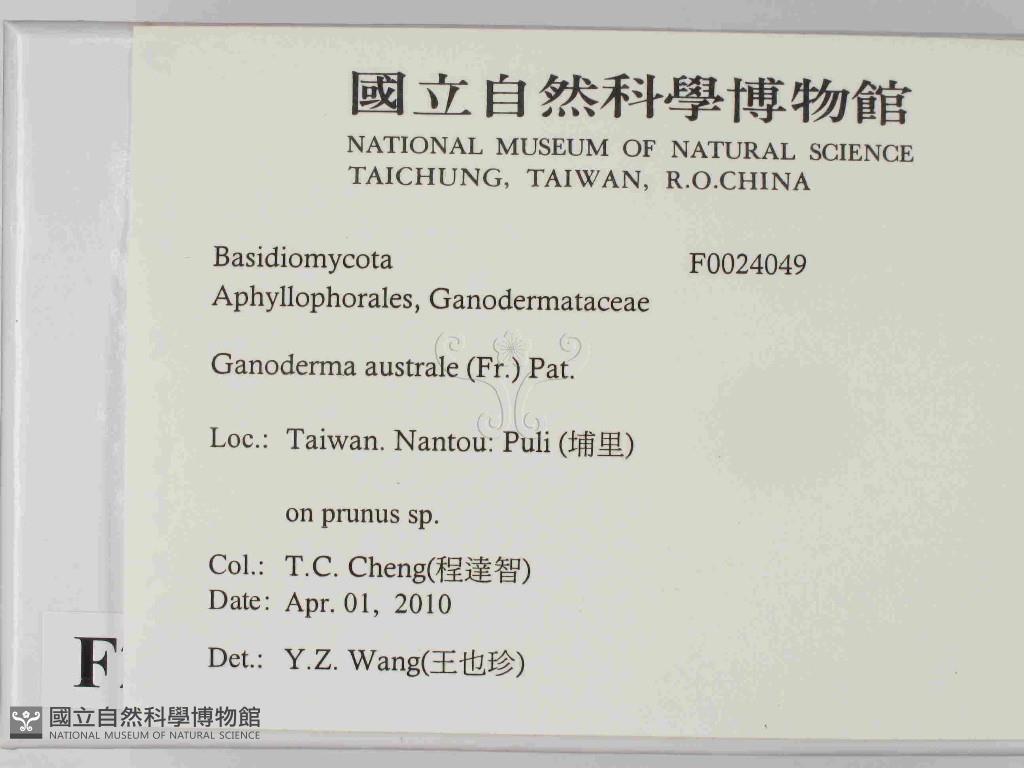 國立自然科學博物館
NATIONAL MUSEUM OF NATURAL SCIENCE
TAICHUNG, TAIWAN, R.O.CHINA
Basidiomycota F0024049
Aphyllophorales, Ganodermataceae
Ganoderma australe (Fr.) Pat.
Loc.: Taiwan. Nantou: Puli (埔里)
on prunus sp.
Col.: T.C. Cheng(程達智)
Date: Apr. 01, 2010
Det.: Y.Z. Wang(王也珍)
國立自然科學博物館
NATIONAL MUSEUM OF NATURAL SCIENCE